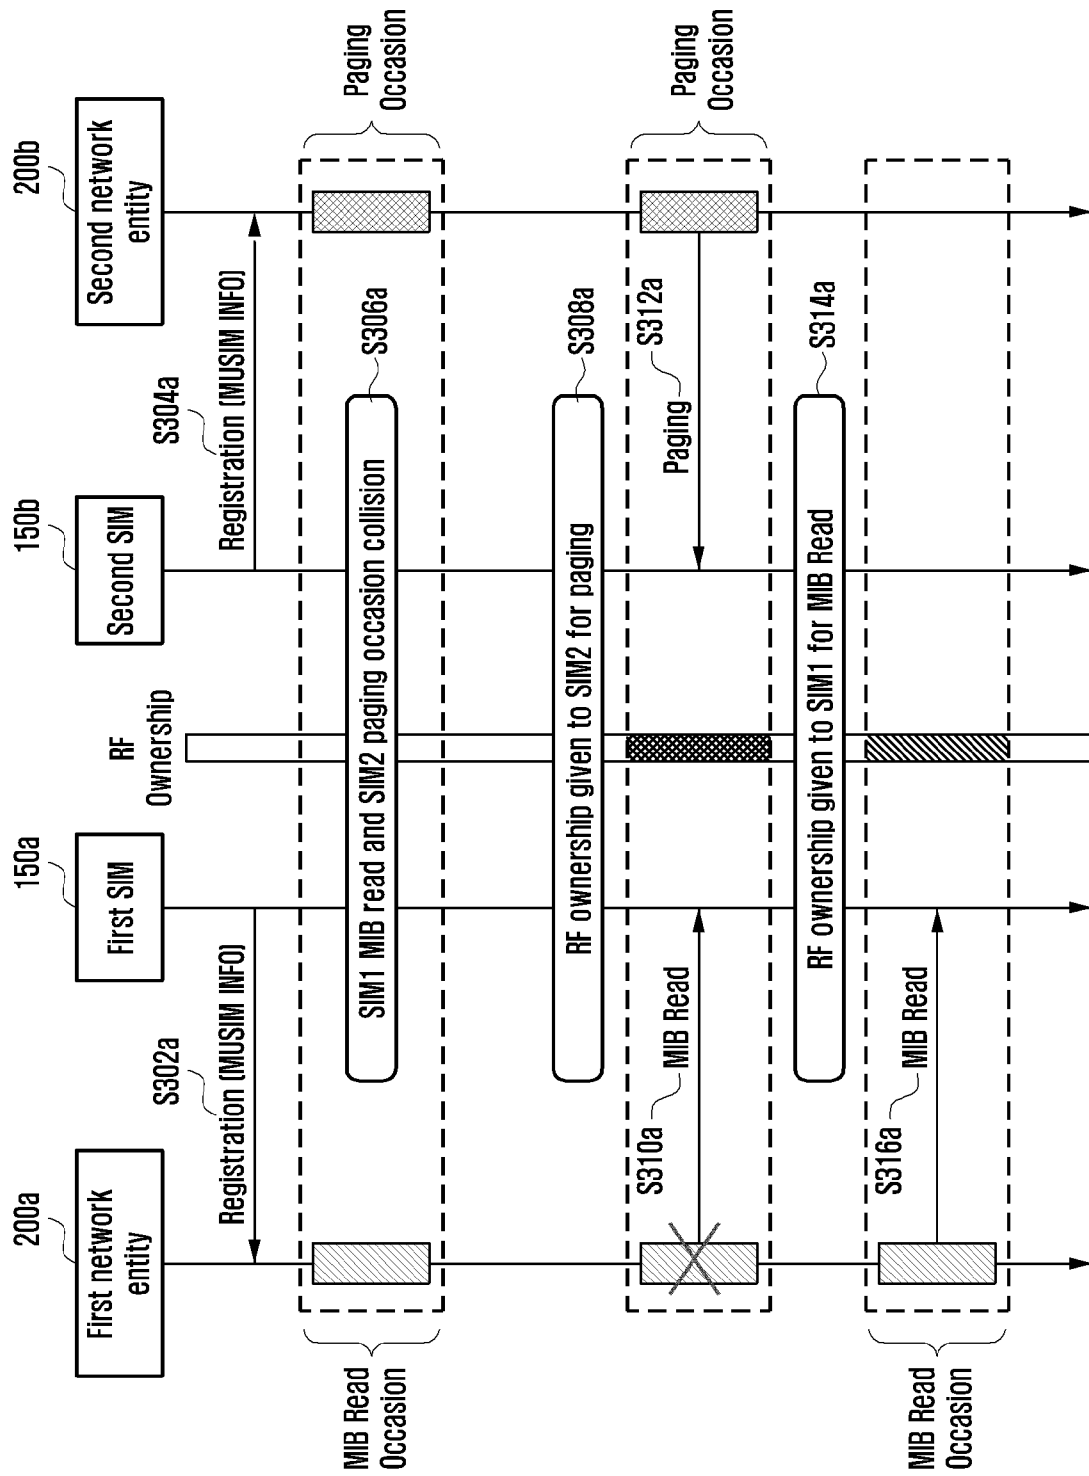 200a
150a
150b
200b
First network
entity
First SIM
RF
Ownership
Second SIM
Second network
entity
S302a
Registration (MUSIM INFO)
S304a
Registration (MUSIM INFO)
MIB Read
Occasion
SIM1 MIB read and SIM2 paging occasion collision
S306a
Paging
Occasion
RF ownership given to SIM2 for paging
S308a
S310a
MIB Read
Paging
S312a
Paging
Occasion
RF ownership given to SIM1 for MIB Read
S314a
MIB Read
Occasion
S316a
MIB Read